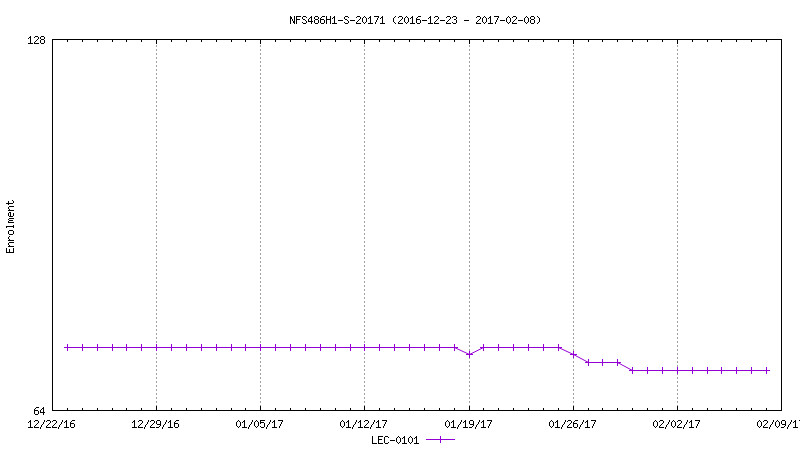 NFS486H1-S-20171 (2016-12-23 - 2017-02-08)
128
Enrolment
64
12/22/16 12/29/16 01/05/17 01/12/17 01/19/17 01/26/17 02/02/17 02/09/1
LEC-0101